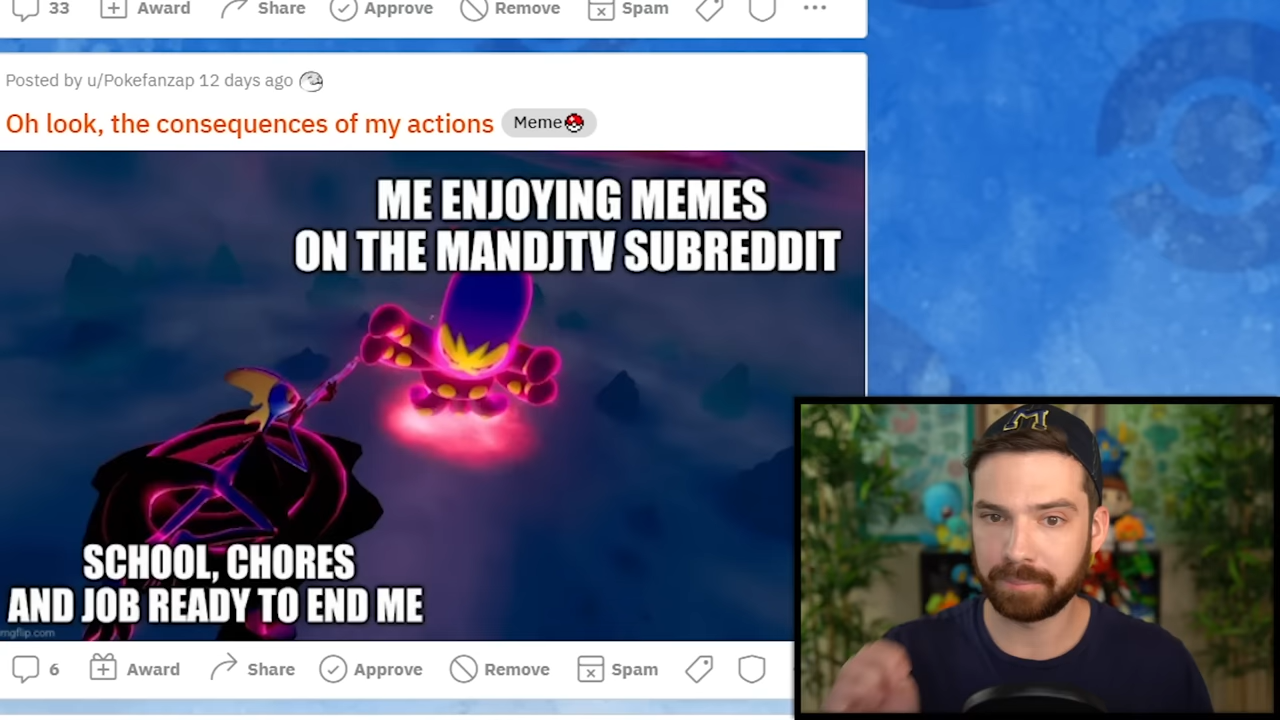 33 Award Share Approve Remove Spam
Posted by u/Pokefanzap 12 days ago
Oh look, the consequences of my actions Meme
ME ENJOYING MEMES
ON THE MANDJTV SUBREDDIT
SCHOOL, CHORES
AND JOB READY TO END ME
mgflip.com
6 Award Share Approve Remove Spam
M